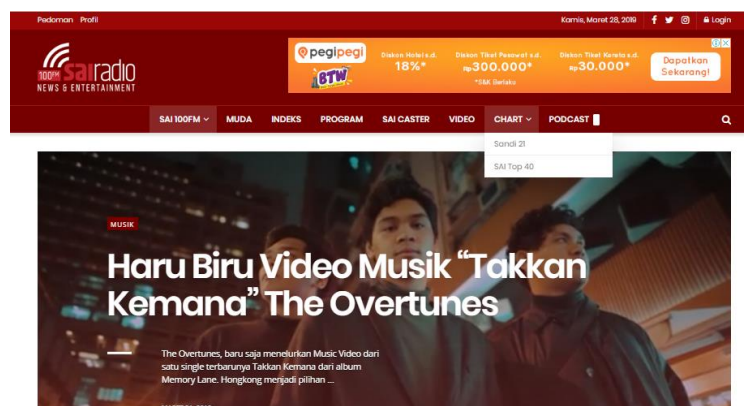 Pedoman Profil
Kamis, Maret 28, 2019
Login
100FM sairadio
NEWS & ENTERTAINMENT
pegipegi
BTW
Diskon Hotel s.d.
18%*
Diskon Tiket Pesawat s.d.
Rp300.000*
Diskon Tiket Kereta s.d.
Rp30.000*
*S&K Berlaku
Dapatkan
Sekarang!
SAI 100FM MUDA INDEKS PROGRAM SAI CASTER VIDEO CHART PODCAST
Sandi 21
SAI Top 40
MUSIK
Haru Biru Video Musik “Takkan
Kemana” The Overtunes
The Overtunes, baru saja menelurkan Music Video dari
satu single terbarunya Takkan Kemana dari album
Memory Lane. Hongkong menjadi pilihan ...